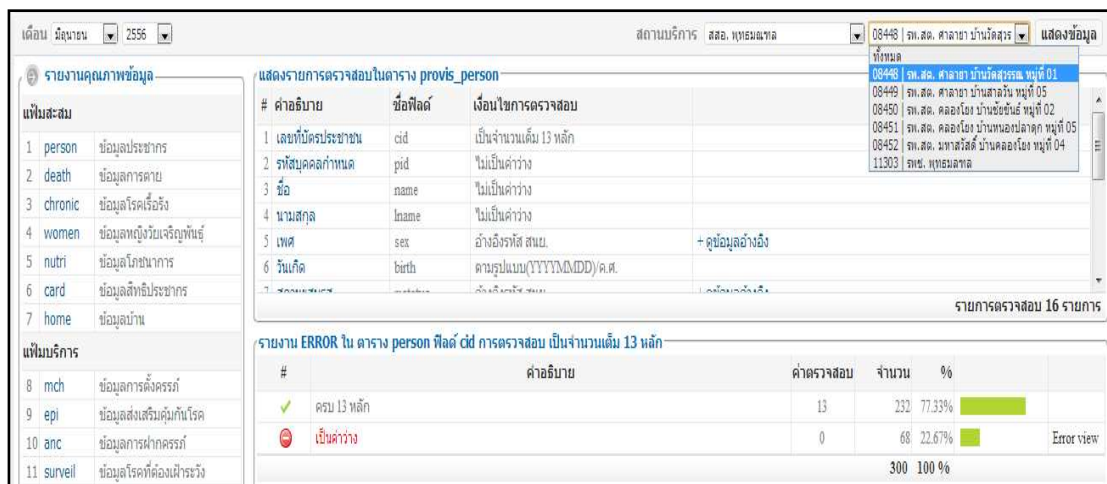 เดือน มิถุนายน 2556 สถานบริการ สสอ. พุทธมณฑล 08448 | รพ.สต. ศาลายา บ้านวัดสุวร แสดงข้อมูล
ทั้งหมด
08448 | รพ.สต. ศาลายา บ้านวัดสุวรรณ หมู่ที่ 01
08449 | รพ.สต. ศาลายา บ้านสาลวัน หมู่ที่ 05
08450 | รพ.สต. คลองโยง บ้านชัยขันธ์ หมู่ที่ 02
08451 | รพ.สต. คลองโยง บ้านหนองปลาดุก หมู่ที่ 05
08452 | รพ.สต. มหาสวัสดิ์ บ้านคลองโยง หมู่ที่ 04
11303 | รพช. พุทธมลฑล
รายงานคุณภาพข้อมูล
แฟ้มสะสม
1 person ข้อมูลประชากร
2 death ข้อมูลการตาย
3 chronic ข้อมูลโรคเรื้อรัง
4 women ข้อมูลหญิงวัยเจริญพันธุ์
5 nutri ข้อมูลโภชนาการ
6 card ข้อมูลสิทธิประชากร
7 home ข้อมูลบ้าน
แฟ้มบริการ
8 mch ข้อมูลการตั้งครรภ์
9 epi ข้อมูลส่งเสริมคุ้มกันโรค
10 anc ข้อมูลการฝากครรภ์
11 surveil ข้อมูลโรคที่ต้องเฝ้าระวัง
แสดงรายการตรวจสอบในตาราง provis_person
# คำอธิบาย ชื่อฟิลด์ เงื่อนไขการตรวจสอบ
1 เลขที่บัตรประชาชน cid เป็นจำนวนเต็ม 13 หลัก
2 รหัสบุคคลกำหนด pid ไม่เป็นค่าว่าง
3 ชื่อ name ไม่เป็นค่าว่าง
4 นามสกุล lname ไม่เป็นค่าว่าง
5 เพศ sex อ้างอิงรหัส สนย. + ดูข้อมูลอ้างอิง
6 วันเกิด birth ตามรูปแบบ(YYYYMMDD)/ค.ศ.
รายการตรวจสอบ 16 รายการ
รายงาน ERROR ใน ตาราง person ฟิลด์ cid การตรวจสอบ เป็นจำนวนเต็ม 13 หลัก
# คำอธิบาย ค่าตรวจสอบ จำนวน %
ครบ 13 หลัก 13 232 77.33%
เป็นค่าว่าง 0 68 22.67% Error view
300 100 %